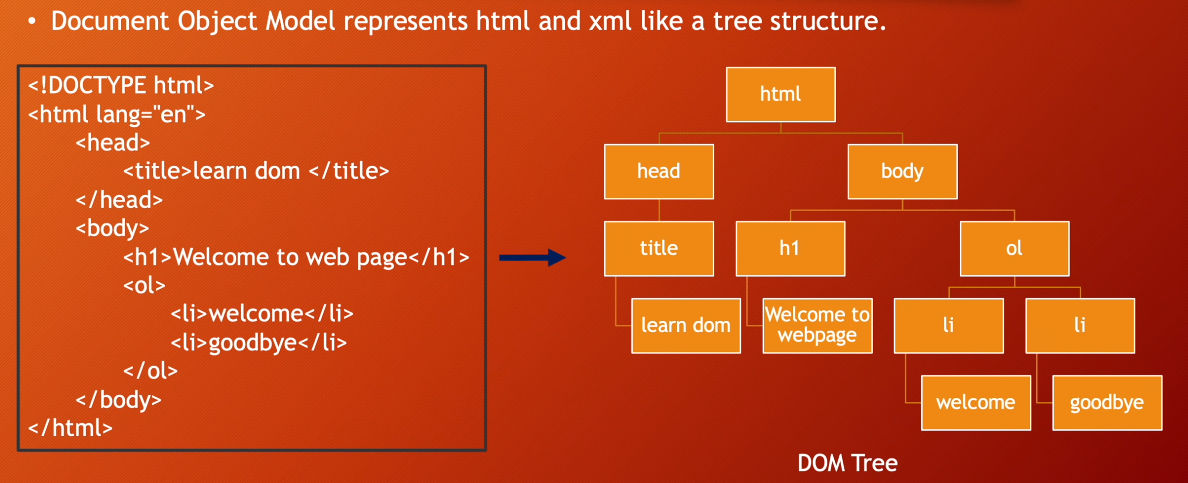 • Document Object Model represents html and xml like a tree structure.
<!DOCTYPE html>
<html lang="en">
<head>
<title>learn dom </title>
</head>
<body>
<h1>Welcome to web page</h1>
<ol>
<li>welcome</li>
<li>goodbye</li>
</ol>
</body>
</html>
html
head
body
title
h1
ol
learn dom
Welcome to
webpage
li
li
welcome
goodbye
DOM Tree